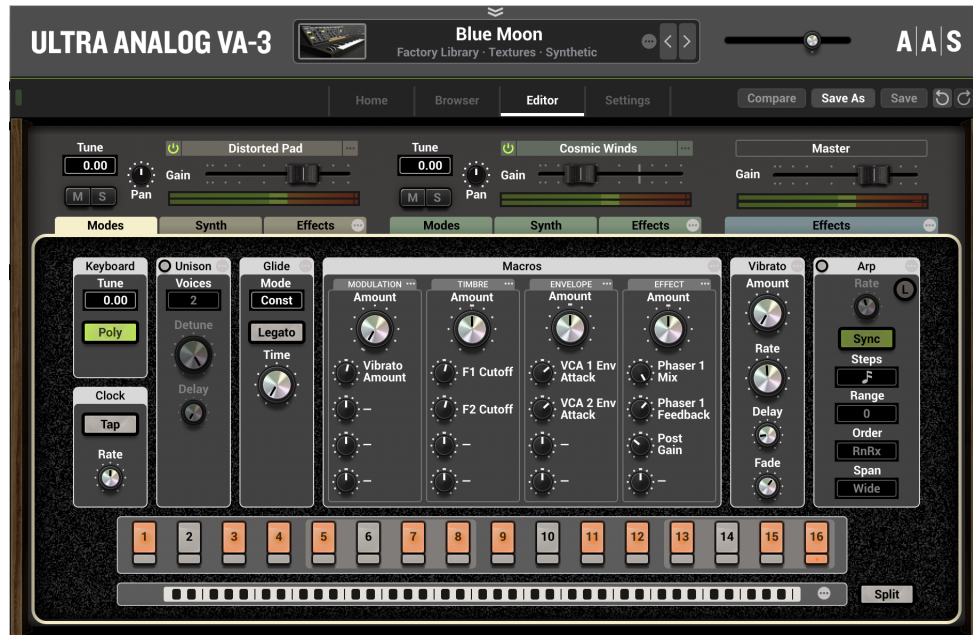 ULTRA ANALOG VA-3
Blue Moon
Factory Library · Textures · Synthetic
A|A|S
Home
Browser
Editor
Settings
Compare
Save As
Save
Tune
0.00
M S
Pan
Distorted Pad
Gain
Tune
0.00
M S
Pan
Cosmic Winds
Gain
Master
Gain
Modes
Synth
Effects
Modes
Synth
Effects
Effects
Keyboard
Tune
0.00
Poly
Clock
Tap
Rate
Unison
Voices
2
Detune
Delay
Glide
Mode
Const
Legato
Time
Macros
MODULATION
Amount
Vibrato
Amount
–
–
–
TIMBRE
Amount
F1 Cutoff
F2 Cutoff
–
–
ENVELOPE
Amount
VCA 1 Env
Attack
VCA 2 Env
Attack
–
–
EFFECT
Amount
Phaser 1
Mix
Phaser 1
Feedback
Post
Gain
–
Vibrato
Amount
Rate
Delay
Fade
Arp
Rate
L
Sync
Steps
Range
0
Order
RnRx
Span
Wide
1 2 3 4 5 6 7 8 9 10 11 12 13 14 15 16
Split